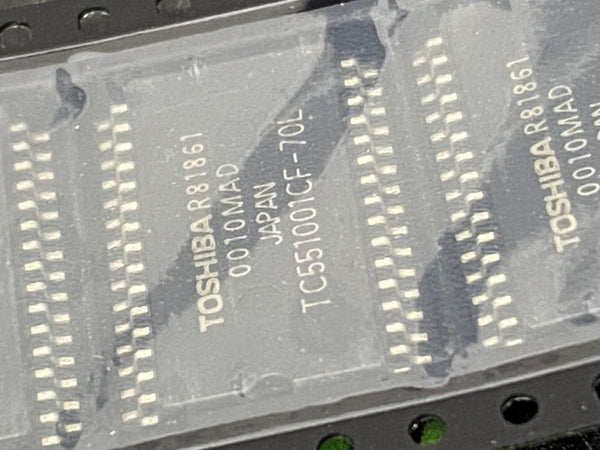 TOSHIBA R81861
0010MAD
JAPAN
TC551001CF-70L
TOSHIBA R81861
0010MAD